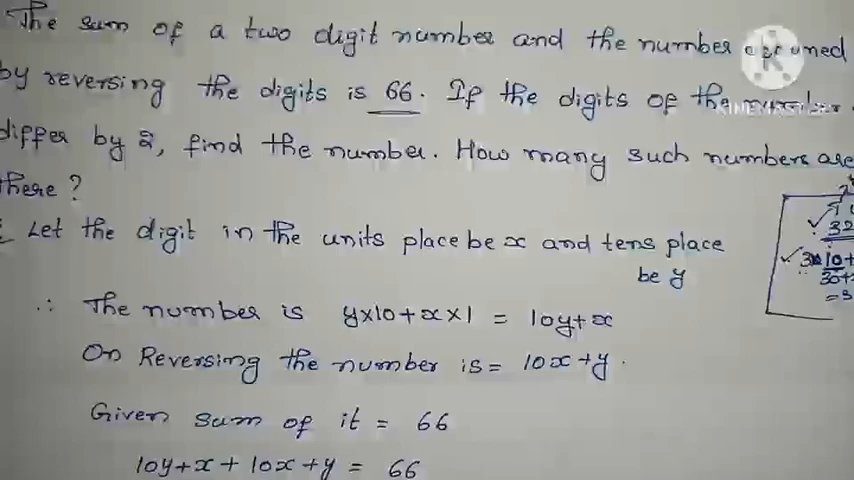 The sum of a two digit number and the number
by reversing the digits is 66. If the digits of the number
differ by 2, find the number. How many such numbers are
there?
Let the digit in the units place be x and tens place
be y
∴ The number is y×10+x×1 = 10y+x
On Reversing the number is = 10x+y.
Given sum of it = 66
10y+x+10x+y = 66
KINEMASTER
32